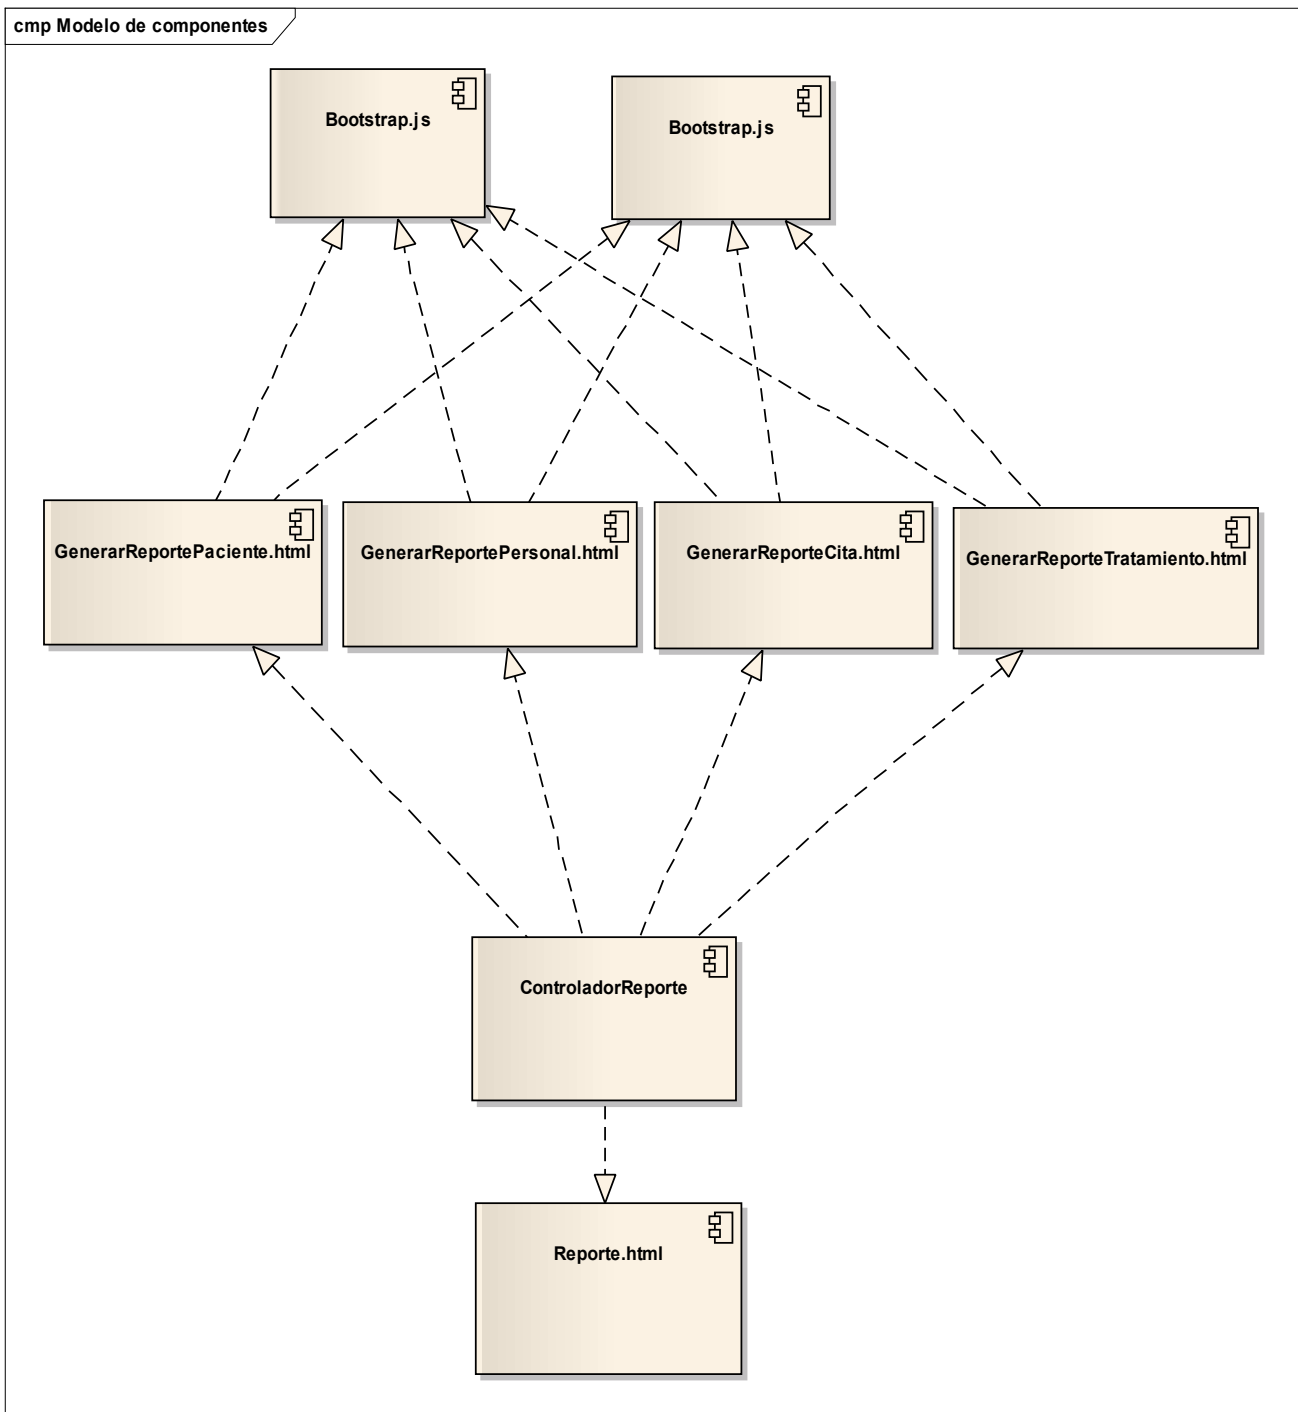 cmp Modelo de componentes
Bootstrap.js
Bootstrap.js
GenerarReportePaciente.html
GenerarReportePersonal.html
GenerarReporteCita.html
GenerarReporteTratamiento.html
ControladorReporte
Reporte.html